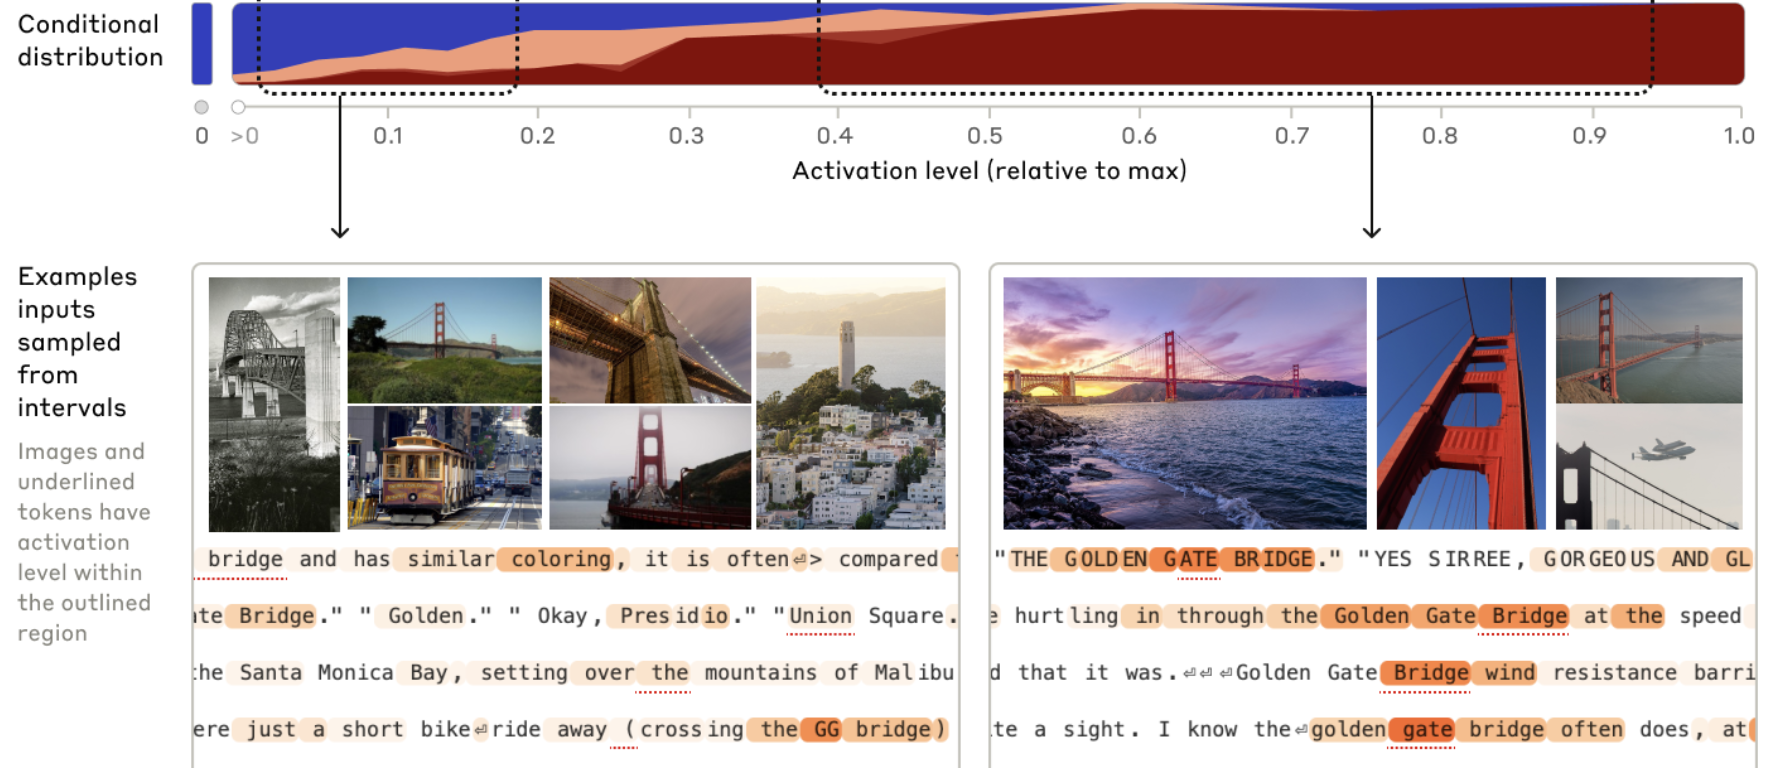 Conditional
distribution
0 >0 0.1 0.2 0.3 0.4 0.5 0.6 0.7 0.8 0.9 1.0
Activation level (relative to max)
Examples
inputs
sampled
from
intervals
Images and
underlined
tokens have
activation
level within
the outlined
region
bridge and has similar coloring, it is often⏎> compared
ate Bridge." " Golden." " Okay, Presidio." "Union Square.
the Santa Monica Bay, setting over the mountains of Malibu
ere just a short bike⏎ride away (crossing the GG bridge)
"THE GOLDEN GATE BRIDGE." "YES SIRREE, GORGEOUS AND GL
e hurtling in through the Golden Gate Bridge at the speed
d that it was.⏎⏎⏎Golden Gate Bridge wind resistance barri
te a sight. I know the⏎golden gate bridge often does, at